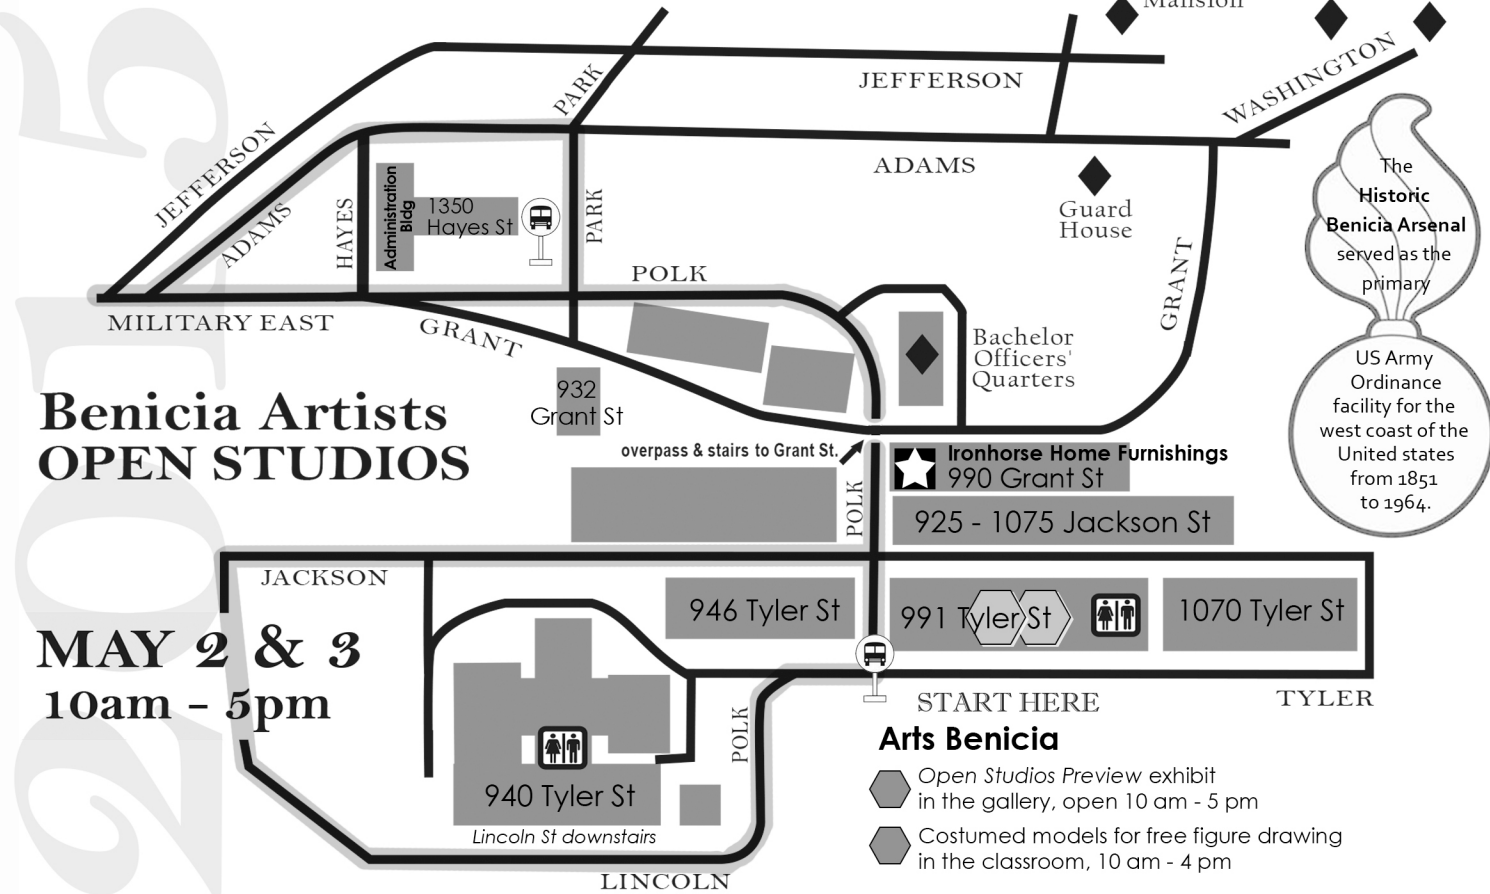 2015
Mansion
JEFFERSON
WASHINGTON
PARK
ADAMS
JEFFERSON
ADAMS
HAYES
Administration
Bldg
1350
Hayes St
PARK
Guard
House
GRANT
POLK
MILITARY EAST
GRANT
Bachelor
Officers'
Quarters
The
Historic
Benicia Arsenal
served as the
primary
US Army
Ordinance
facility for the
west coast of the
United states
from 1851
to 1964.
932
Grant St
Benicia Artists
OPEN STUDIOS
overpass & stairs to Grant St.
Ironhorse Home Furnishings
990 Grant St
POLK
925 - 1075 Jackson St
JACKSON
946 Tyler St
991 Tyler St
1070 Tyler St
MAY 2 & 3
10am - 5pm
START HERE
TYLER
POLK
Arts Benicia
Open Studios Preview exhibit
in the gallery, open 10 am - 5 pm
Costumed models for free figure drawing
in the classroom, 10 am - 4 pm
940 Tyler St
Lincoln St downstairs
LINCOLN